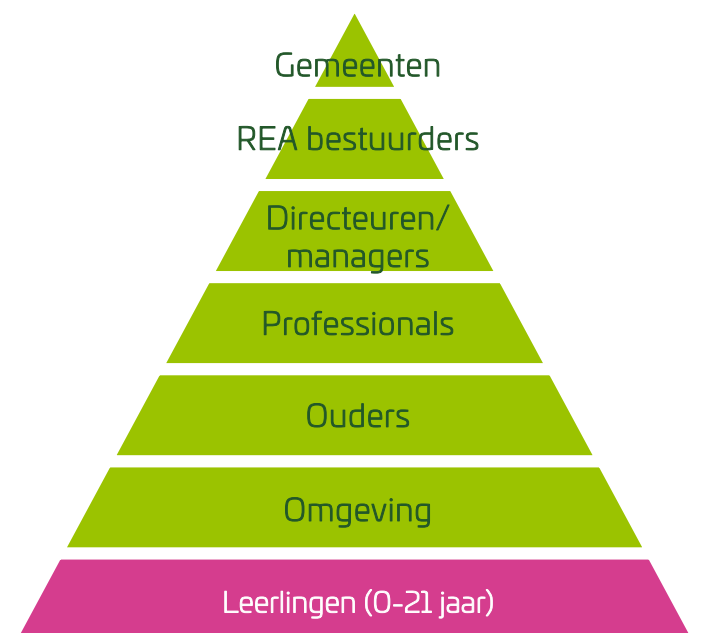 Gemeenten
REA bestuurders
Directeuren/
managers
Professionals
Ouders
Omgeving
Leerlingen (0-21 jaar)